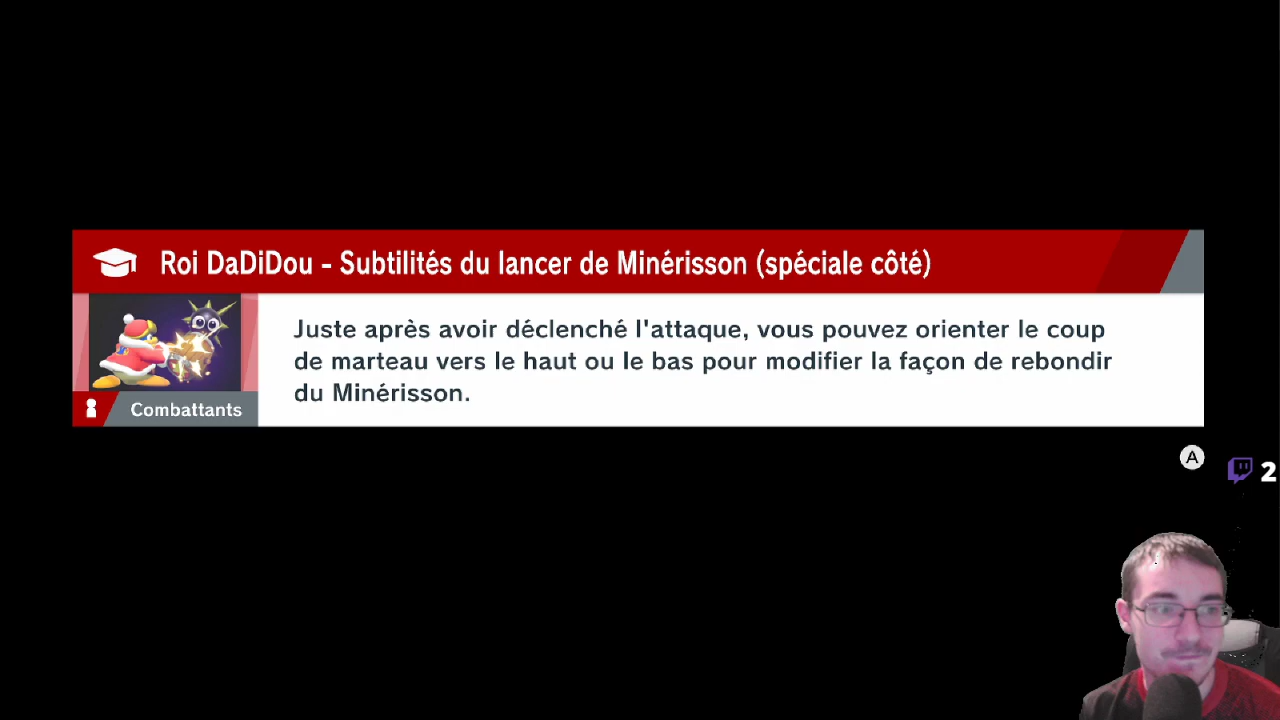 Roi DaDiDou - Subtilités du lancer de Minérisson (spéciale côté)
Juste après avoir déclenché l'attaque, vous pouvez orienter le coup
de marteau vers le haut ou le bas pour modifier la façon de rebondir
du Minérisson.
Combattants
A
2